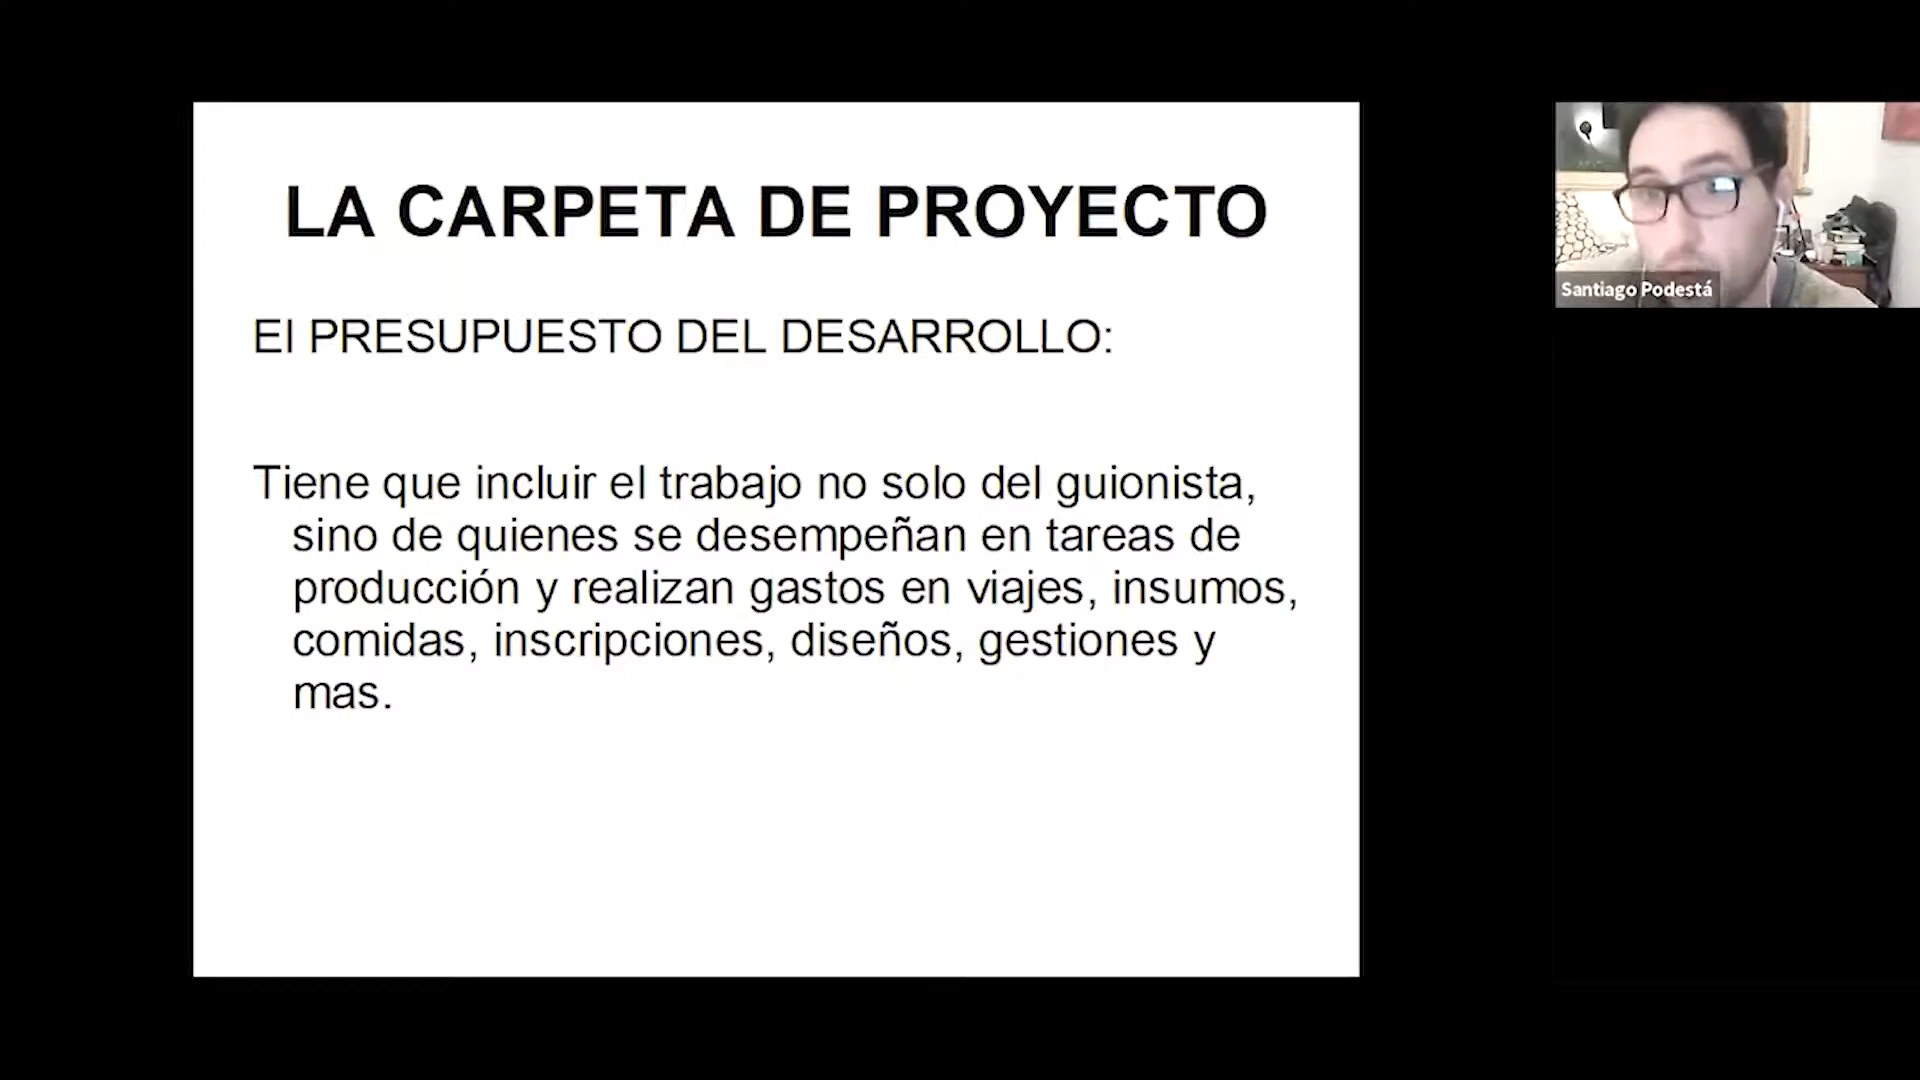 LA CARPETA DE PROYECTO
El PRESUPUESTO DEL DESARROLLO:
Tiene que incluir el trabajo no solo del guionista,
sino de quienes se desempeñan en tareas de
producción y realizan gastos en viajes, insumos,
comidas, inscripciones, diseños, gestiones y
mas.
Santiago Podestá